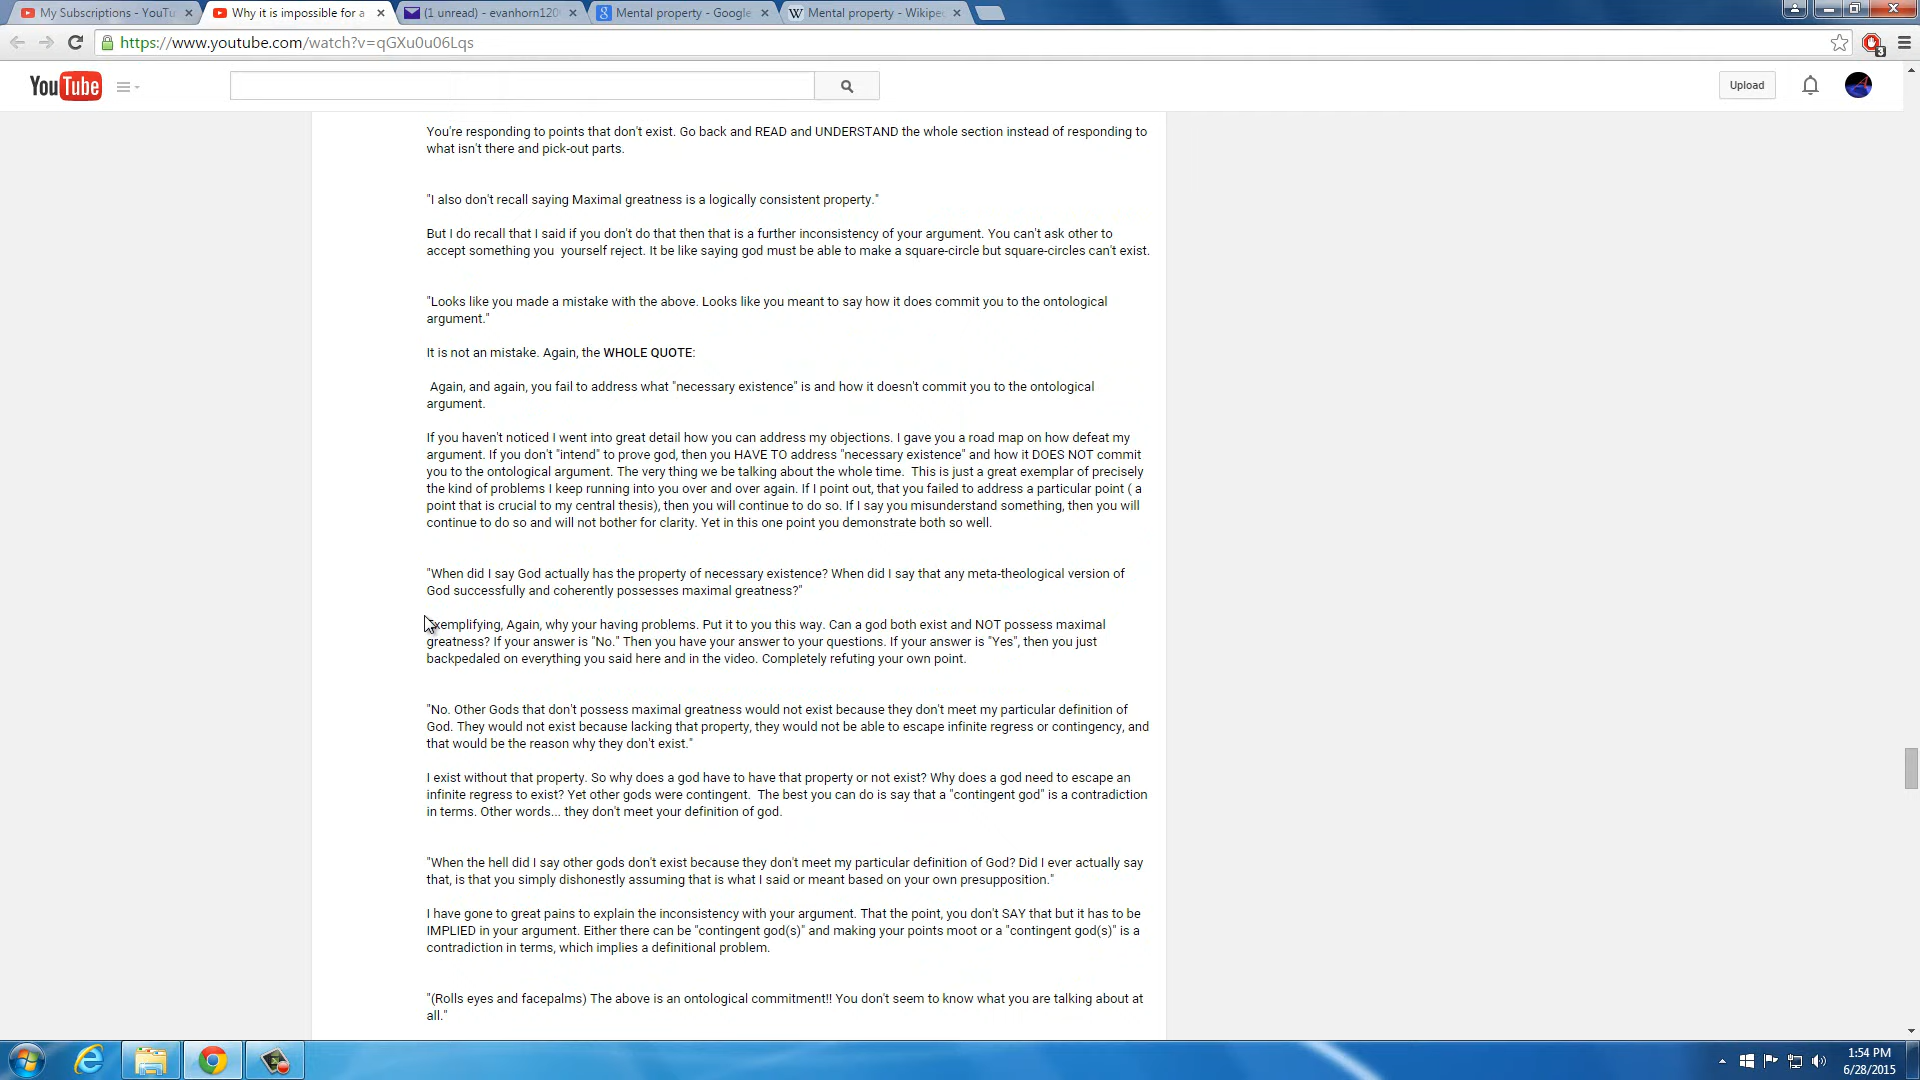 My Subscriptions - YouTu
Why it is impossible for a
(1 unread) - evanhorn120
Mental property - Google
Mental property - Wikiped
https://www.youtube.com/watch?v=qGXu0u06Lqs
3
YouTube
Upload
You're responding to points that don't exist. Go back and READ and UNDERSTAND the whole section instead of responding to
what isn't there and pick-out parts.
"I also don't recall saying Maximal greatness is a logically consistent property."
But I do recall that I said if you don't do that then that is a further inconsistency of your argument. You can't ask other to
accept something you  yourself reject. It be like saying god must be able to make a square-circle but square-circles can't exist.
"Looks like you made a mistake with the above. Looks like you meant to say how it does commit you to the ontological
argument."
It is not an mistake. Again, the WHOLE QUOTE:
Again, and again, you fail to address what "necessary existence" is and how it doesn't commit you to the ontological
argument.
If you haven't noticed I went into great detail how you can address my objections. I gave you a road map on how defeat my
argument. If you don't "intend" to prove god, then you HAVE TO address "necessary existence" and how it DOES NOT commit
you to the ontological argument. The very thing we be talking about the whole time.  This is just a great exemplar of precisely
the kind of problems I keep running into you over and over again. If I point out, that you failed to address a particular point ( a
point that is crucial to my central thesis), then you will continue to do so. If I say you misunderstand something, then you will
continue to do so and will not bother for clarity. Yet in this one point you demonstrate both so well.
"When did I say God actually has the property of necessary existence? When did I say that any meta-theological version of
God successfully and coherently possesses maximal greatness?"
Exemplifying, Again, why your having problems. Put it to you this way. Can a god both exist and NOT possess maximal
greatness? If your answer is "No." Then you have your answer to your questions. If your answer is "Yes", then you just
backpedaled on everything you said here and in the video. Completely refuting your own point.
"No. Other Gods that don't possess maximal greatness would not exist because they don't meet my particular definition of
God. They would not exist because lacking that property, they would not be able to escape infinite regress or contingency, and
that would be the reason why they don't exist."
I exist without that property. So why does a god have to have that property or not exist? Why does a god need to escape an
infinite regress to exist? Yet other gods were contingent.  The best you can do is say that a "contingent god" is a contradiction
in terms. Other words... they don't meet your definition of god.
"When the hell did I say other gods don't exist because they don't meet my particular definition of God? Did I ever actually say
that, is that you simply dishonestly assuming that is what I said or meant based on your own presupposition."
I have gone to great pains to explain the inconsistency with your argument. That the point, you don't SAY that but it has to be
IMPLIED in your argument. Either there can be "contingent god(s)" and making your points moot or a "contingent god(s)" is a
contradiction in terms, which implies a definitional problem.
"(Rolls eyes and facepalms) The above is an ontological commitment!! You don't seem to know what you are talking about at
all."
1:54 PM
6/28/2015